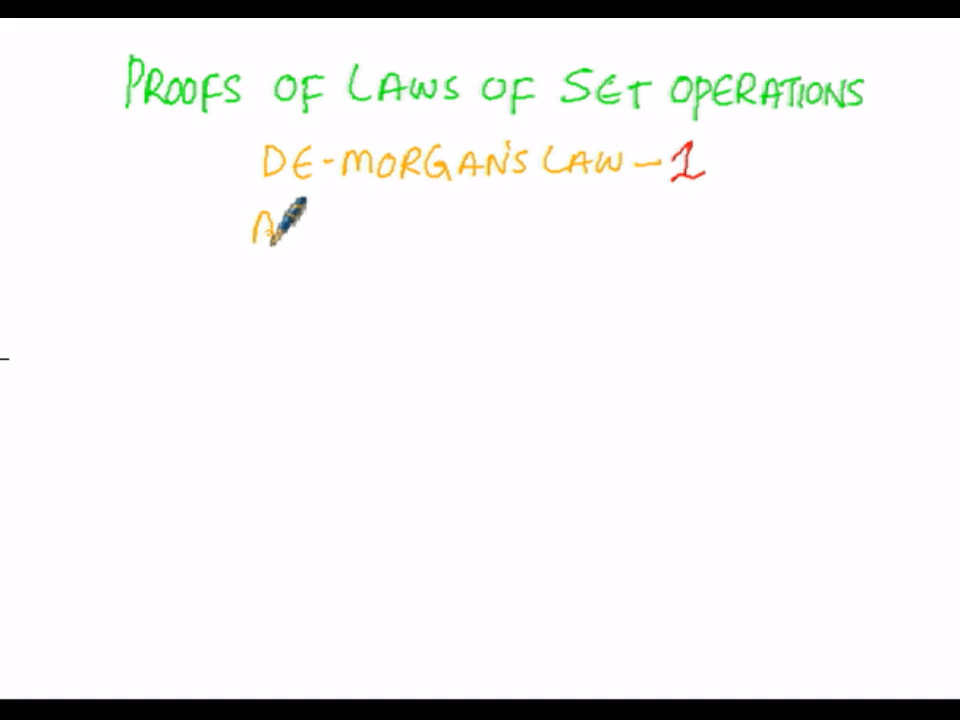 PROOFS OF LAWS OF SET OPERATIONS
DE-MORGAN'S LAW - 1
A